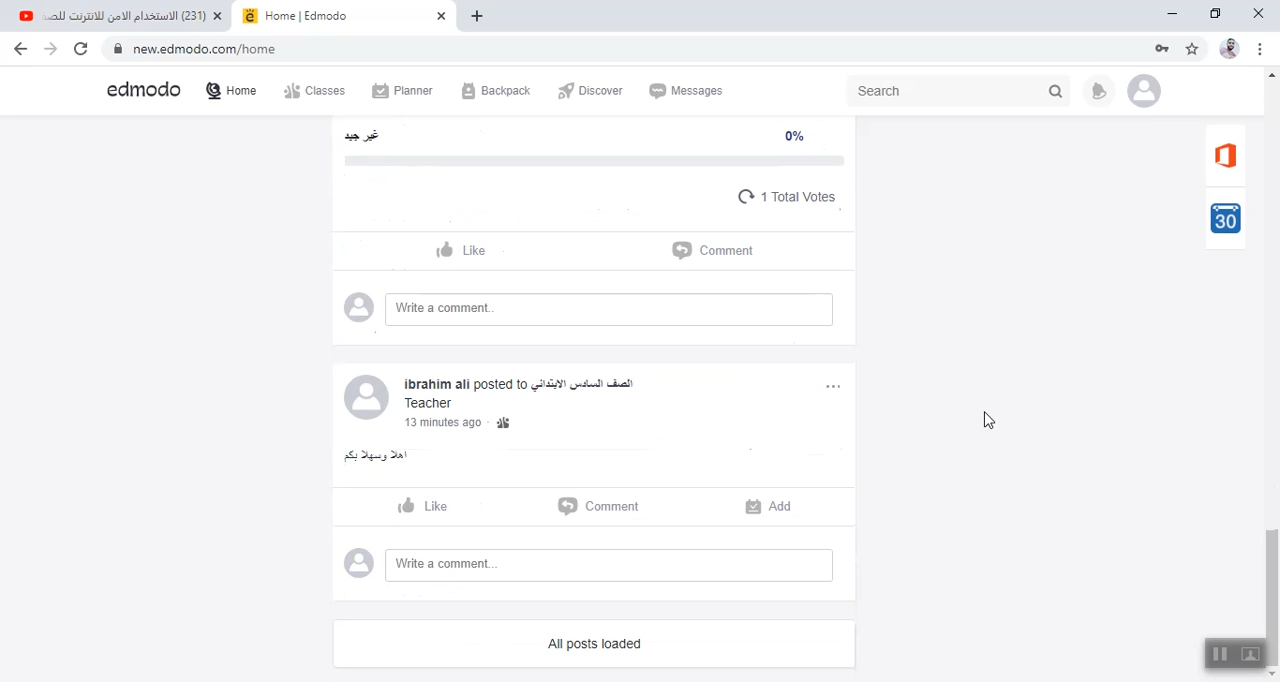 (231) الاستخدام الامن للانترنت للصف
Home | Edmodo
new.edmodo.com/home
edmodo
Home
Classes
Planner
Backpack
Discover
Messages
Search
30
غير جيد
0%
1 Total Votes
Like
Comment
Write a comment..
ibrahim ali posted to الصف السادس الابتدائي
Teacher
13 minutes ago ·
اهلا وسهلا بكم
Like
Comment
Add
Write a comment...
All posts loaded